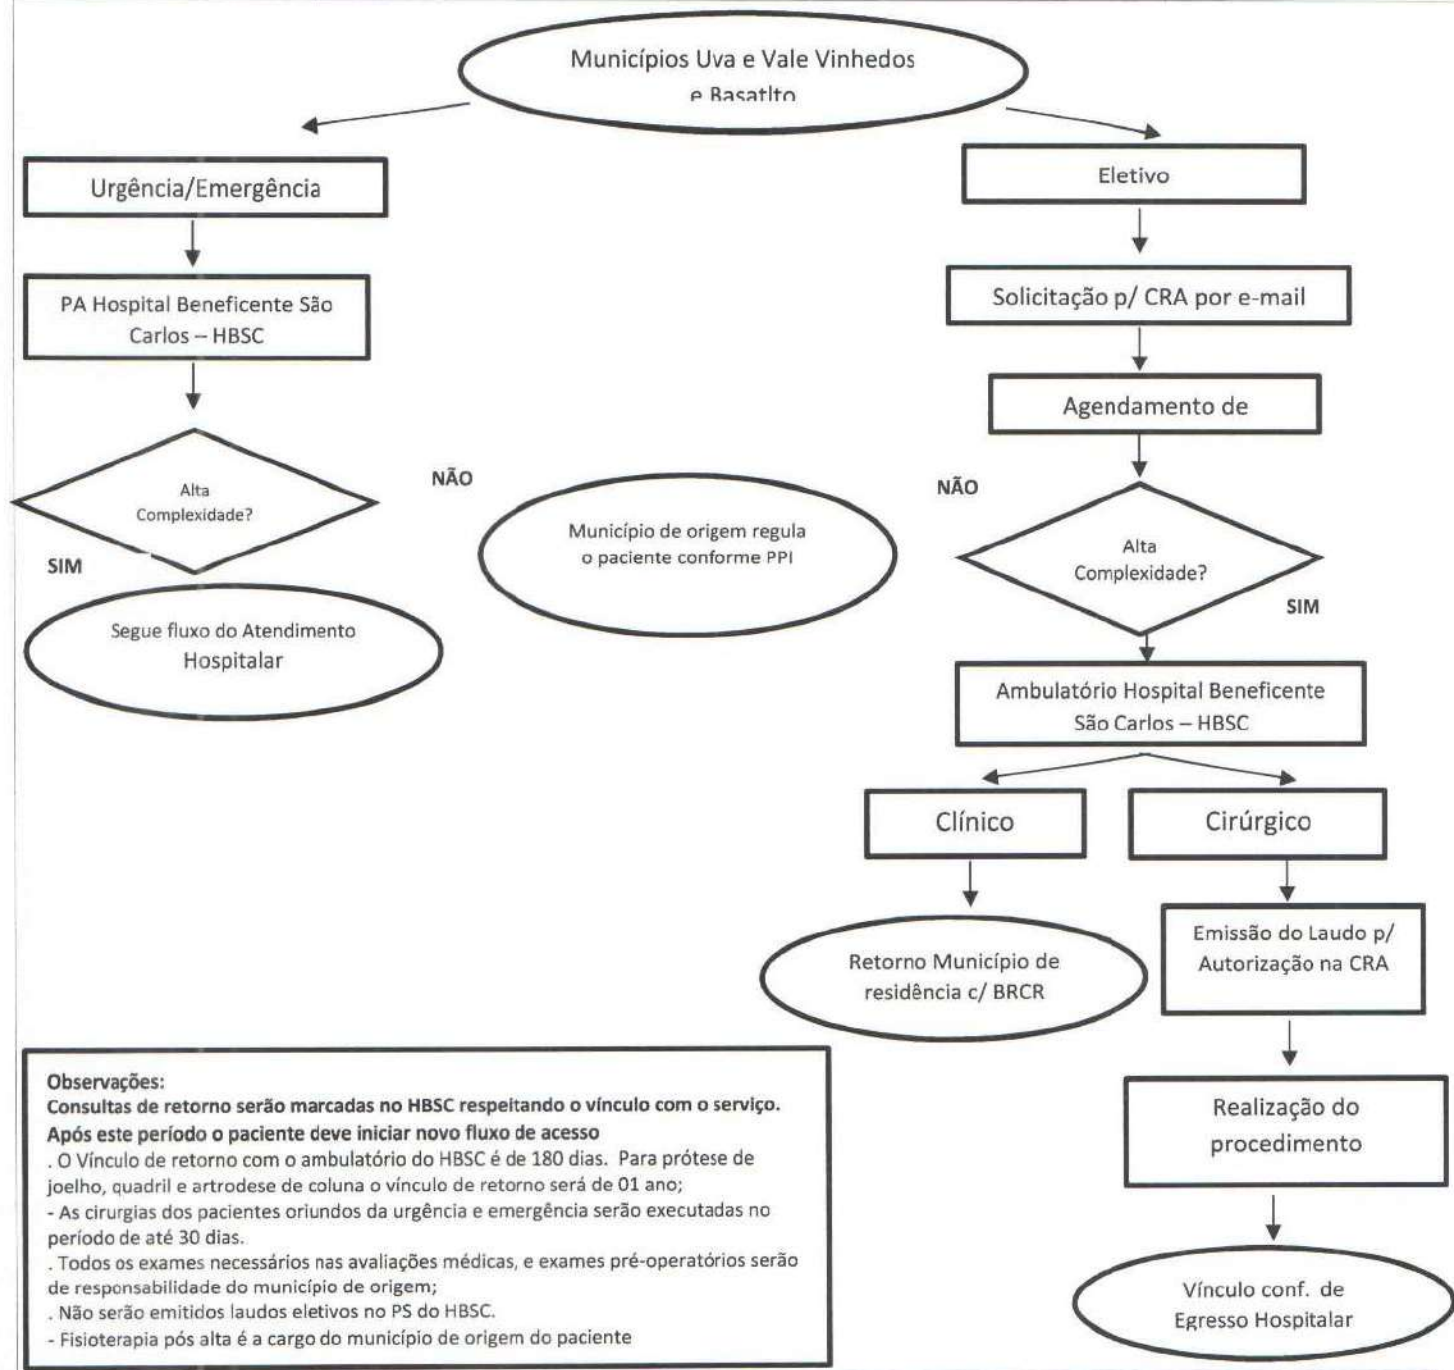 Municípios Uva e Vale Vinhedos
e Basatlto
Urgência/Emergência
Eletivo
PA Hospital Beneficente São
Carlos – HBSC
Solicitação p/ CRA por e-mail
Agendamento de
Alta
Complexidade?
NÃO
SIM
Município de origem regula
o paciente conforme PPI
NÃO
Alta
Complexidade?
SIM
Segue fluxo do Atendimento
Hospitalar
Ambulatório Hospital Beneficente
São Carlos – HBSC
Clínico
Cirúrgico
Retorno Município de
residência c/ BRCR
Emissão do Laudo p/
Autorização na CRA
Realização do
procedimento
Vínculo conf. de
Egresso Hospitalar
Observações:
Consultas de retorno serão marcadas no HBSC respeitando o vínculo com o serviço.
Após este período o paciente deve iniciar novo fluxo de acesso
. O Vínculo de retorno com o ambulatório do HBSC é de 180 dias. Para prótese de
joelho, quadril e artrodese de coluna o vínculo de retorno será de 01 ano;
- As cirurgias dos pacientes oriundos da urgência e emergência serão executadas no
período de até 30 dias.
. Todos os exames necessários nas avaliações médicas, e exames pré-operatórios serão
de responsabilidade do município de origem;
. Não serão emitidos laudos eletivos no PS do HBSC.
- Fisioterapia pós alta é a cargo do município de origem do paciente